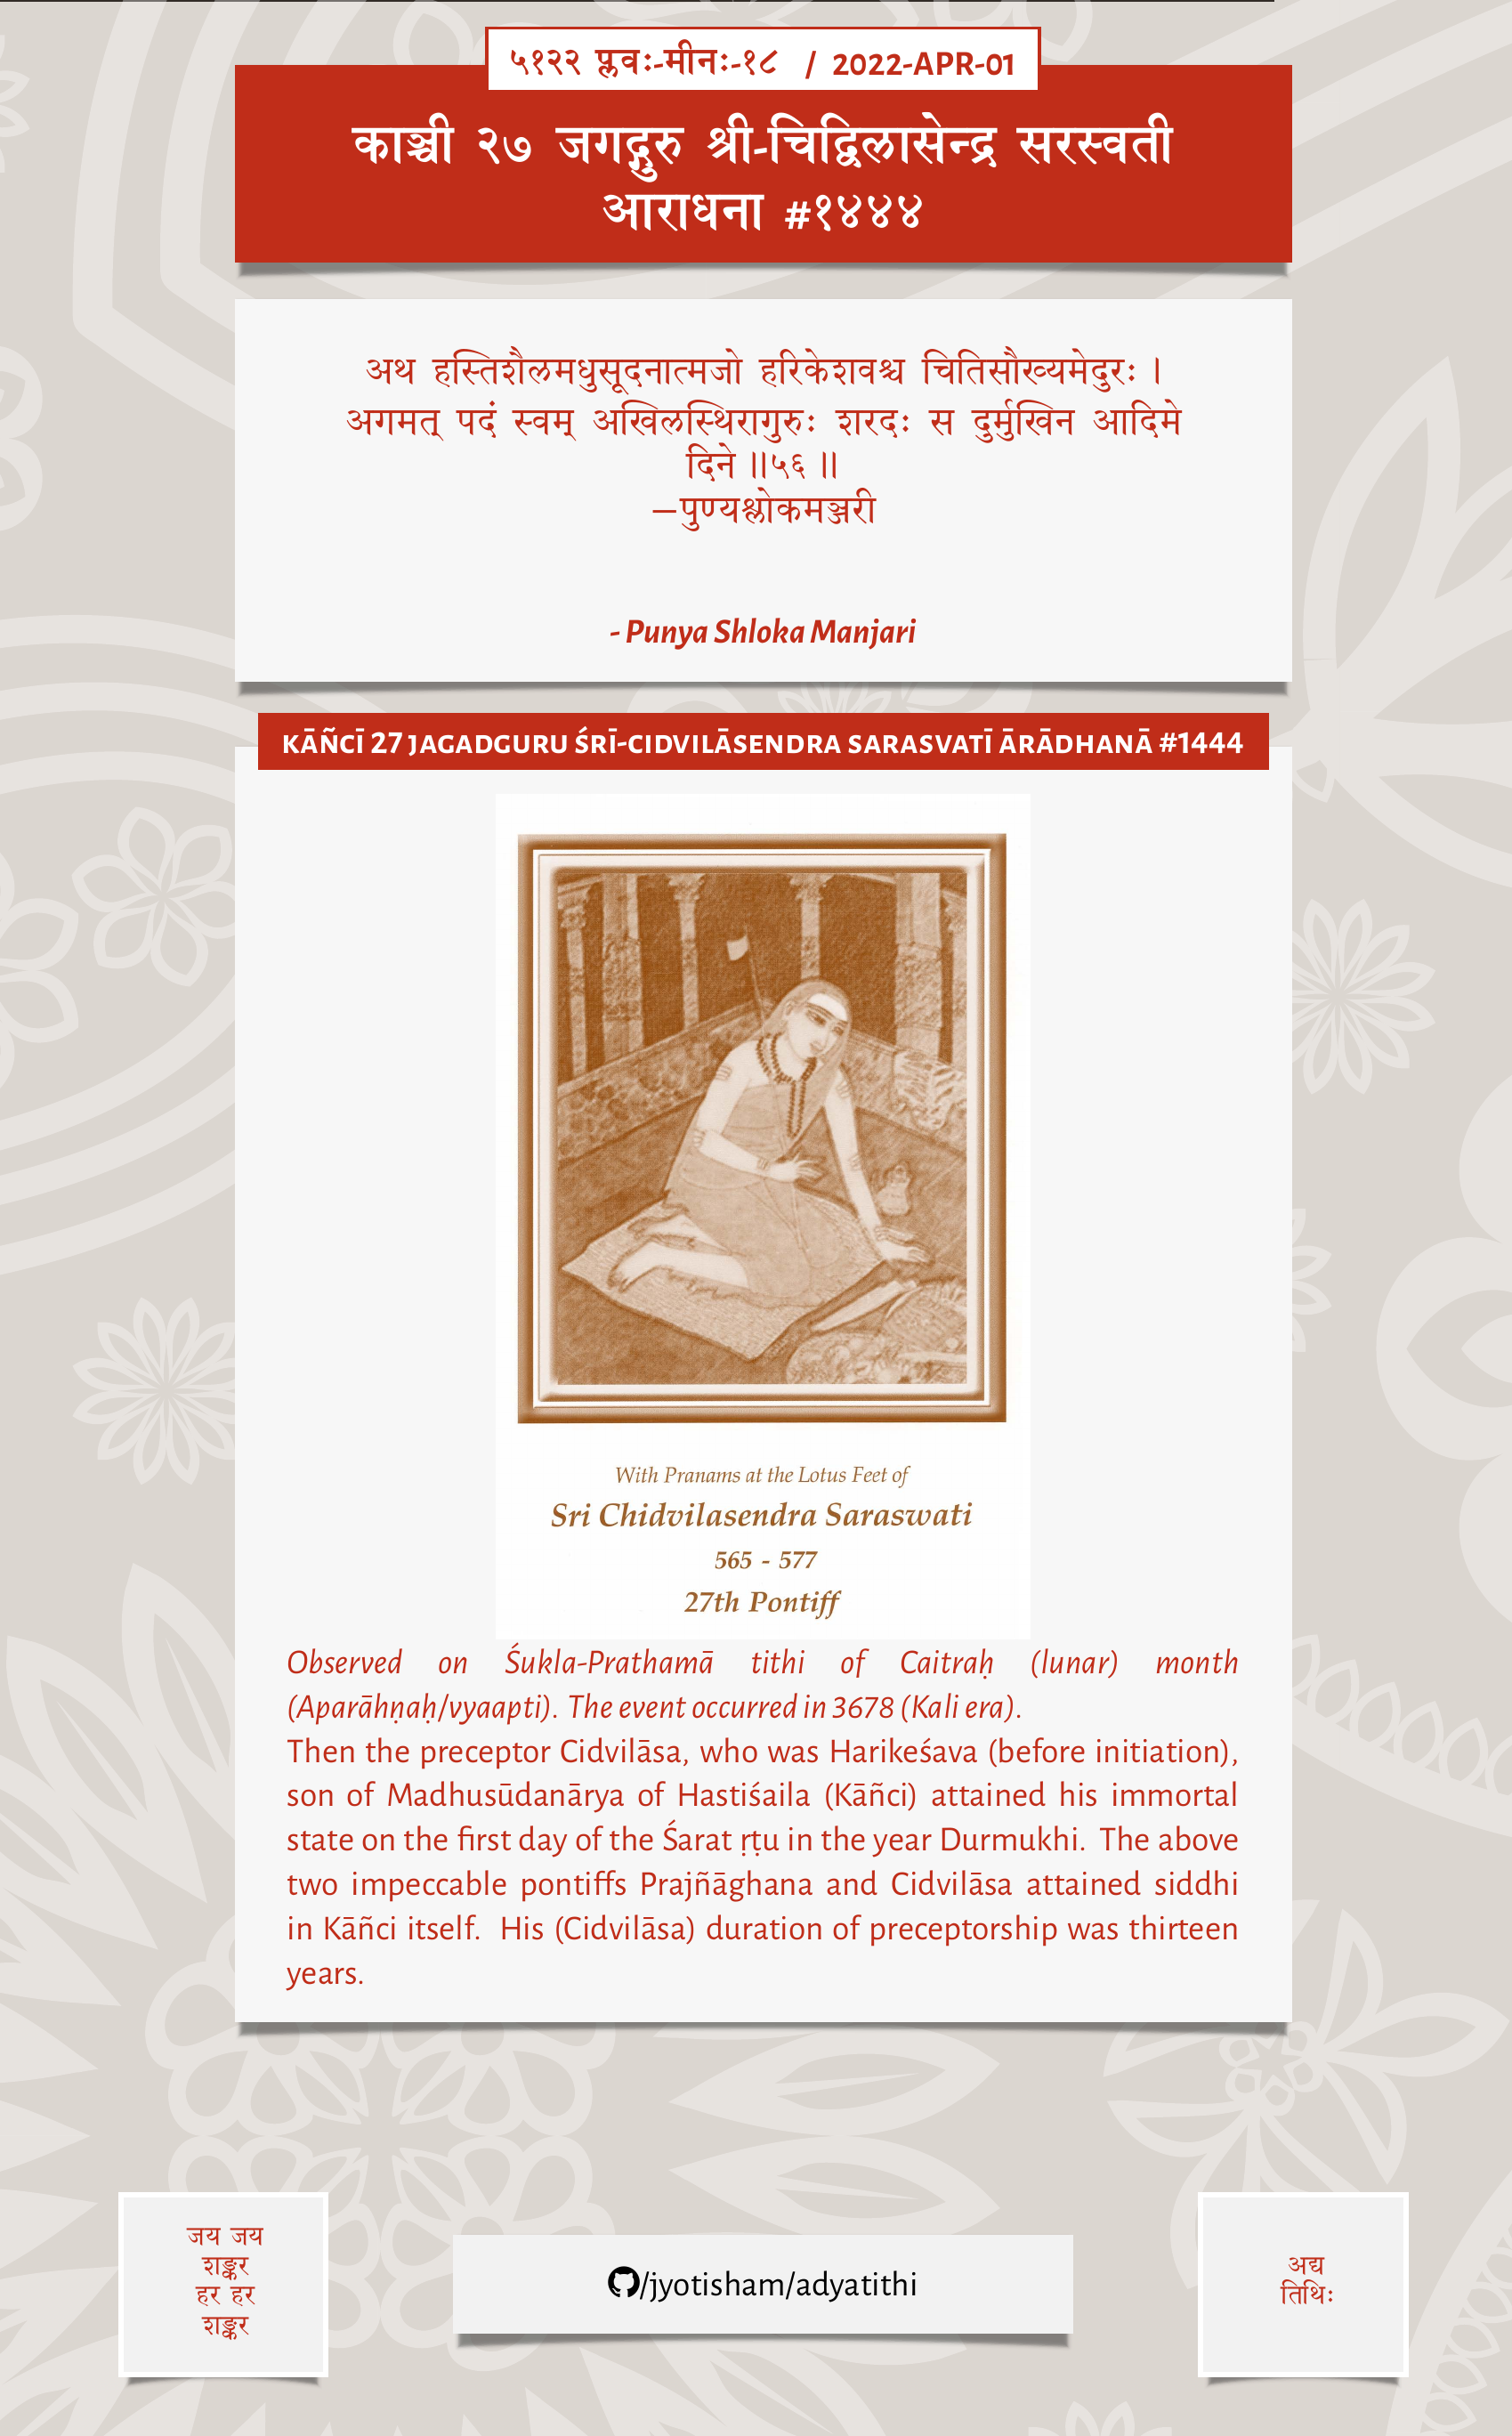 ५१२२ प्लवः-मीनः-१८ / 2022-APR-01
काञ्ची २७ जगद्गुरु श्री-चिद्विलासेन्द्र सरस्वती
आराधना #१४४४
अथ हस्तिशैलमधुसूदनात्मजो हरिकेशवश्च चितिसौख्यमेदुरः ।
अगमत् पदं स्वम् अखिलस्थिरागुरुः शरदः स दुर्मुखिन आदिमे
दिने ॥५६ ॥
—पुण्यश्लोकमञ्जरी
- Punya Shloka Manjari
KĀÑCĪ 27 JAGADGURU ŚRĪ-CIDVILĀSENDRA SARASVATĪ ĀRĀDHANĀ #1444
With Pranams at the Lotus Feet of
Sri Chidvilasendra Saraswati
565 - 577
27th Pontiff
Observed on Śukla-Prathamā tithi of Caitraḥ (lunar) month
(Aparāhṇaḥ/vyaapti). The event occurred in 3678 (Kali era).
Then the preceptor Cidvilāsa, who was Harikeśava (before initiation),
son of Madhusūdanārya of Hastiśaila (Kāñci) attained his immortal
state on the first day of the Śarat ṛtu in the year Durmukhi. The above
two impeccable pontiffs Prajñāghana and Cidvilāsa attained siddhi
in Kāñci itself. His (Cidvilāsa) duration of preceptorship was thirteen
years.
जय जय
शङ्कर
हर हर
शङ्कर
/jyotisham/adyatithi
अद्य
तिथिः